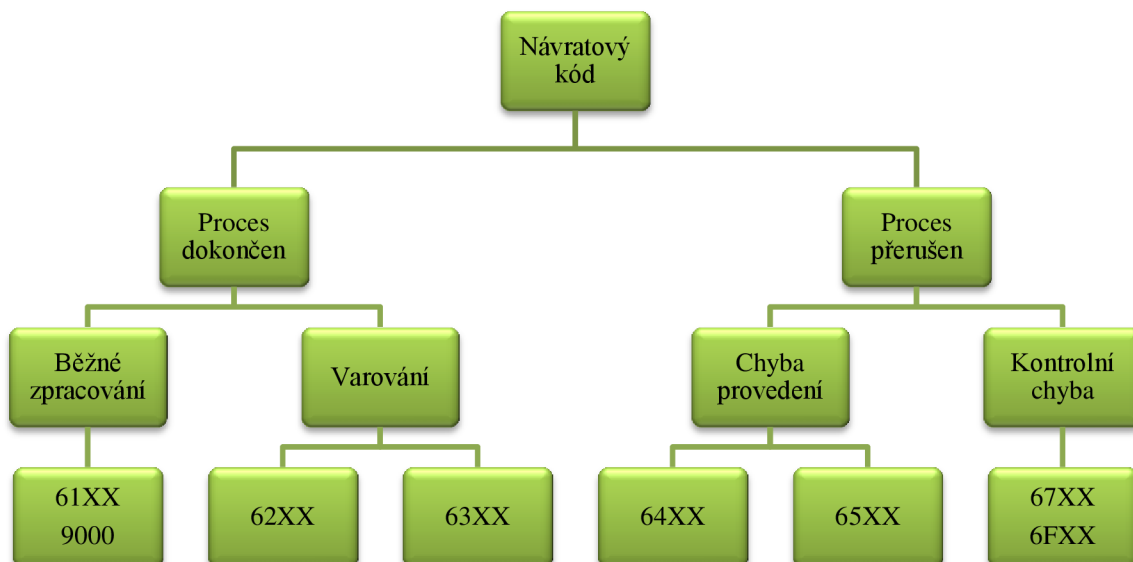 Návratový
kód
Proces
dokončen
Proces
přerušen
Běžné
zpracování
Varování
Chyba
provedení
Kontrolní
chyba
61XX
9000
62XX
63XX
64XX
65XX
67XX
6FXX